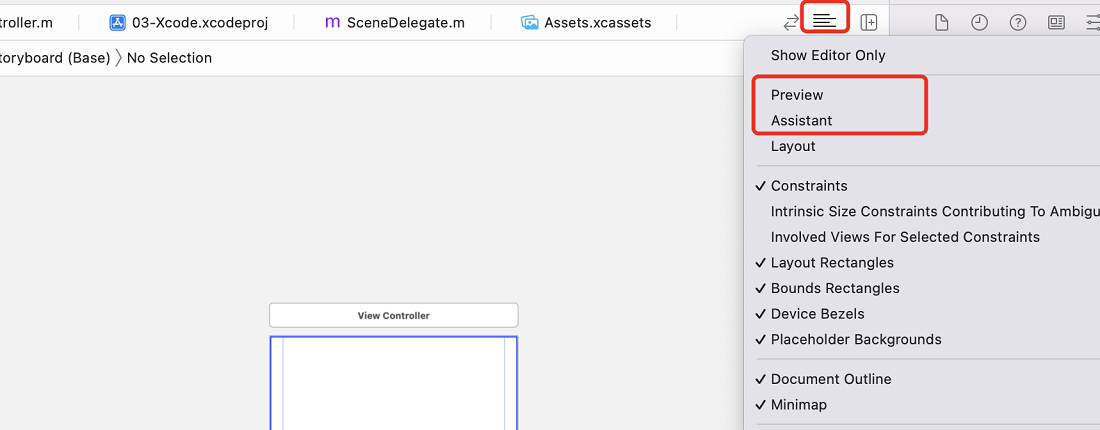 troller.m 03-Xcode.xcodeproj m SceneDelegate.m Assets.xcassets
toryboard (Base) 〉 No Selection
Show Editor Only
Preview
Assistant
Layout
✓ Constraints
Intrinsic Size Constraints Contributing To Ambigu
Involved Views For Selected Constraints
✓ Layout Rectangles
✓ Bounds Rectangles
✓ Device Bezels
✓ Placeholder Backgrounds
✓ Document Outline
✓ Minimap
View Controller